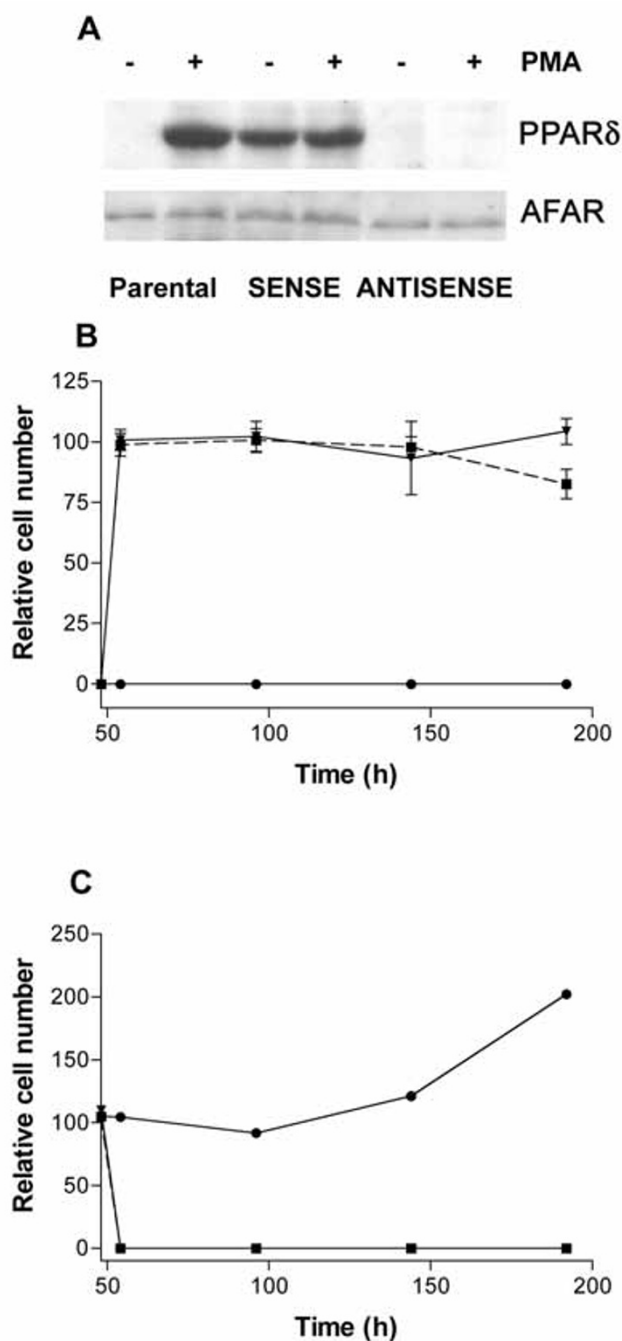 A
- + - + - + PMA
PPARδ
AFAR
Parental SENSE ANTISENSE
B
125
100
75
50
25
0
Relative cell number
50 100 150 200
Time (h)
C
250
200
150
100
50
0
Relative cell number
50 100 150 200
Time (h)